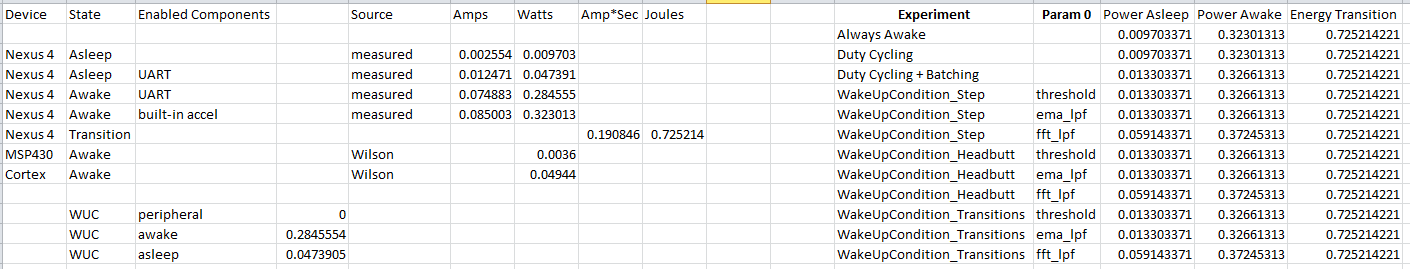 Device State Enabled Components Source Amps Watts Amp*Sec Joules Experiment Param 0 Power Asleep Power Awake Energy Transition
Always Awake 0.009703371 0.32301313 0.725214221
Nexus 4 Asleep measured 0.002554 0.009703 Duty Cycling 0.009703371 0.32301313 0.725214221
Nexus 4 Asleep UART measured 0.012471 0.047391 Duty Cycling + Batching 0.013303371 0.32661313 0.725214221
Nexus 4 Awake UART measured 0.074883 0.284555 WakeUpCondition_Step threshold 0.013303371 0.32661313 0.725214221
Nexus 4 Awake built-in accel measured 0.085003 0.323013 WakeUpCondition_Step ema_lpf 0.013303371 0.32661313 0.725214221
Nexus 4 Transition 0.190846 0.725214 WakeUpCondition_Step fft_lpf 0.059143371 0.37245313 0.725214221
MSP430 Awake Wilson 0.0036 WakeUpCondition_Headbutt threshold 0.013303371 0.32661313 0.725214221
Cortex Awake Wilson 0.04944 WakeUpCondition_Headbutt ema_lpf 0.013303371 0.32661313 0.725214221
WakeUpCondition_Headbutt fft_lpf 0.059143371 0.37245313 0.725214221
WUC peripheral 0 WakeUpCondition_Transitions threshold 0.013303371 0.32661313 0.725214221
WUC awake 0.2845554 WakeUpCondition_Transitions ema_lpf 0.013303371 0.32661313 0.725214221
WUC asleep 0.0473905 WakeUpCondition_Transitions fft_lpf 0.059143371 0.37245313 0.725214221